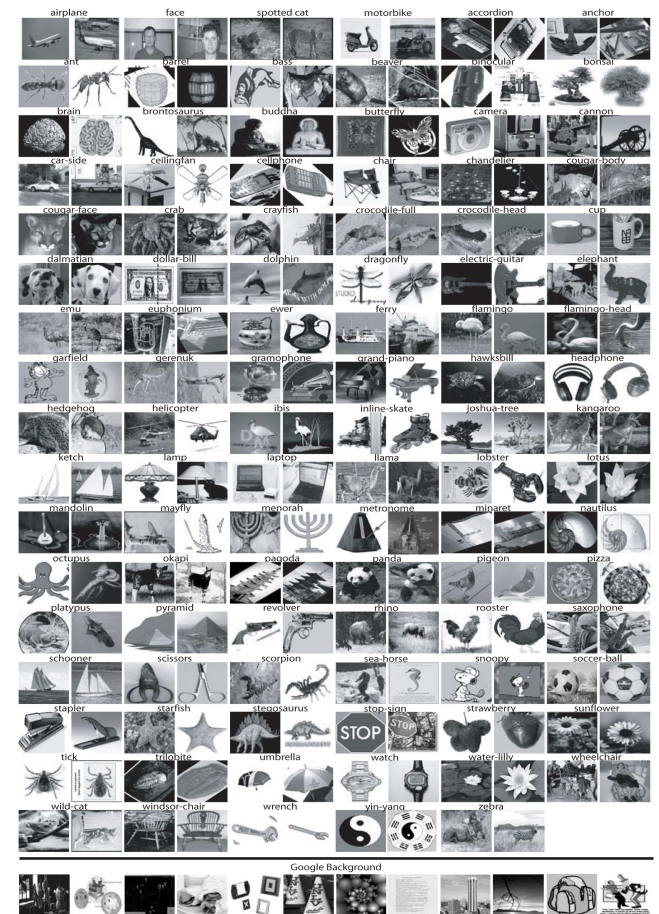 airplane face spotted cat motorbike accordion anchor
ant barrel bass beaver binocular bonsai
brain brontosaurus buddha butterfly camera cannon
car-side ceilingfan cellphone chair chandelier cougar-body
cougar-face crab crayfish crocodile-full crocodile-head cup
dalmatian dollar-bill dolphin dragonfly electric-guitar elephant
STUDIO
emu euphonium ewer ferry flamingo flamingo-head
garfield gerenuk gramophone grand-piano hawksbill headphone
hedgehog helicopter ibis inline-skate joshua-tree kangaroo
ketch lamp laptop llama lobster lotus
mandolin mayfly menorah metronome minaret nautilus
octupus okapi pagoda panda pigeon pizza
platypus pyramid revolver rhino rooster saxophone
schooner scissors scorpion sea-horse snoopy soccer-ball
stapler starfish stegosaurus stop-sign strawberry sunflower
STOP STOP
tick trilobite umbrella watch water-lilly wheelchair
wild-cat windsor-chair wrench yin-yang zebra
Google Background